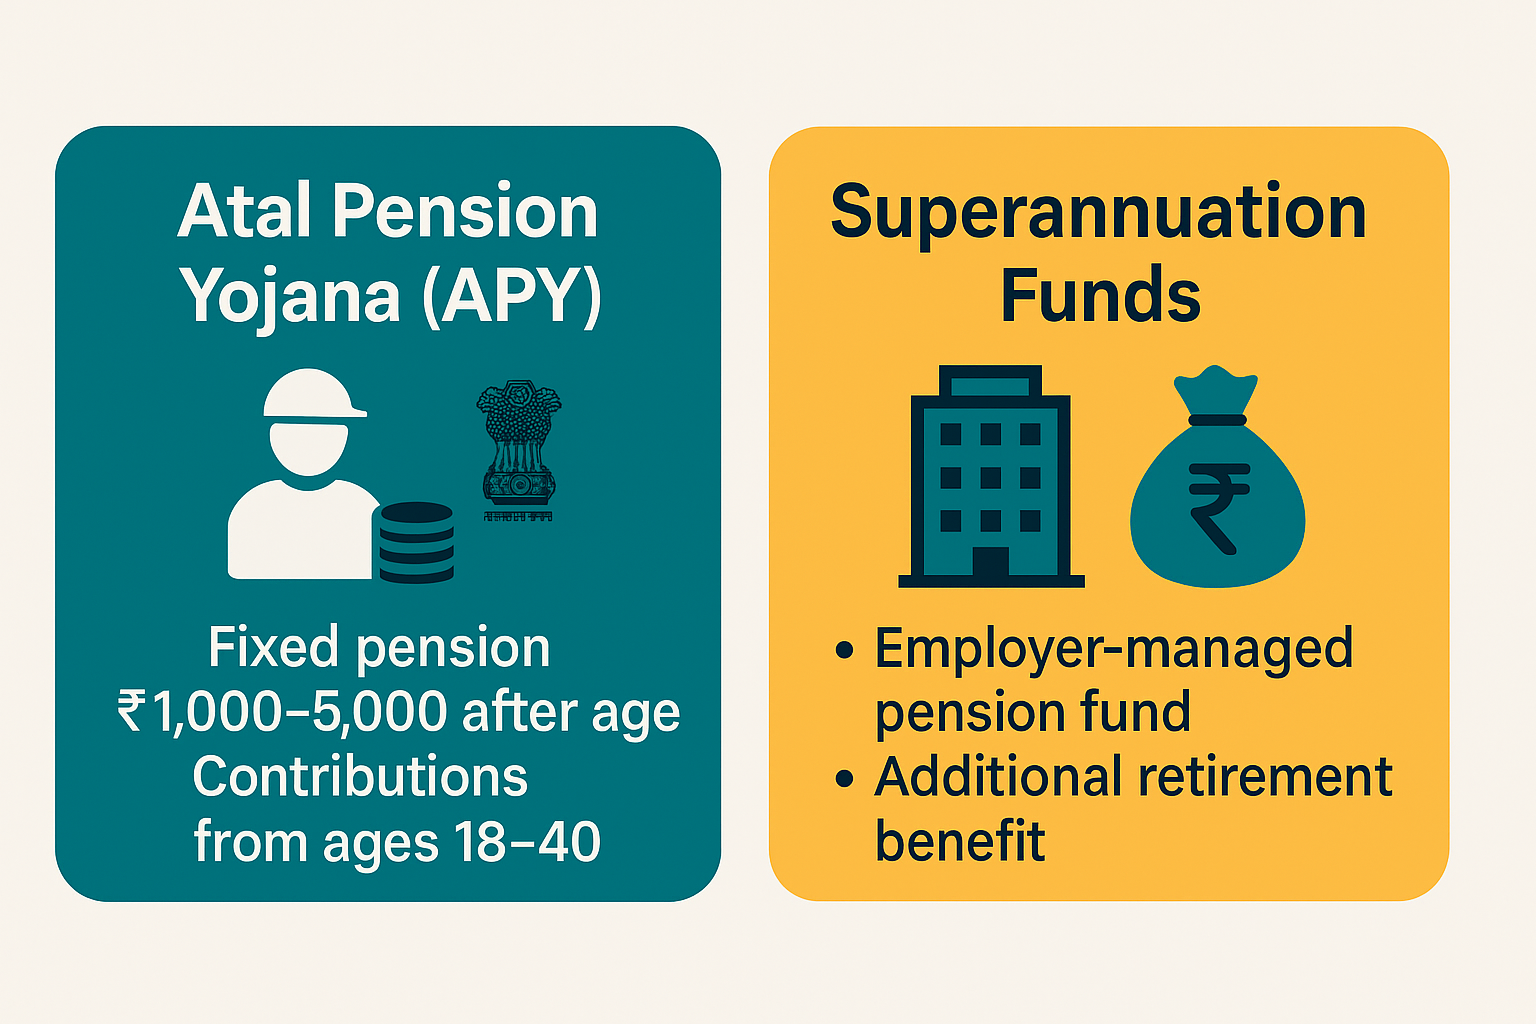 Atal Pension
Yojana (APY)
Fixed pension
₹1,000–5,000 after age
Contributions
from ages 18–40
Superannuation
Funds
₹
• Employer-managed
pension fund
• Additional retirement
benefit